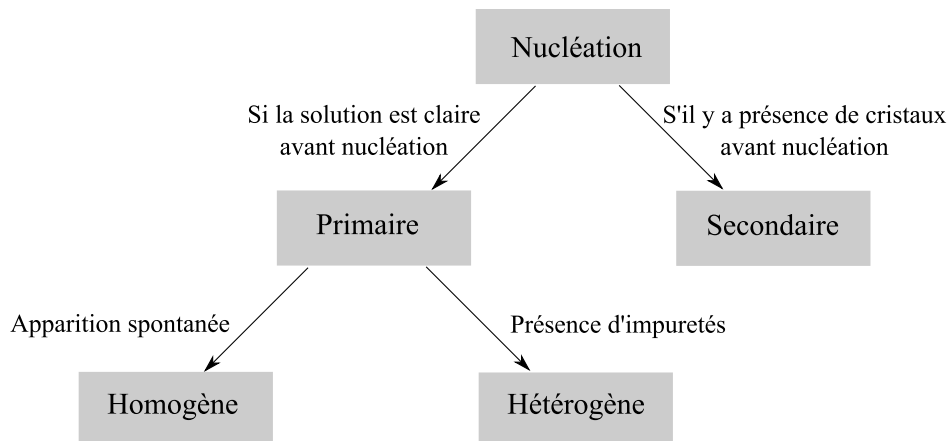 Nucléation
Si la solution est claire
avant nucléation
S'il y a présence de cristaux
avant nucléation
Primaire
Secondaire
Apparition spontanée
Présence d'impuretés
Homogène
Hétérogène